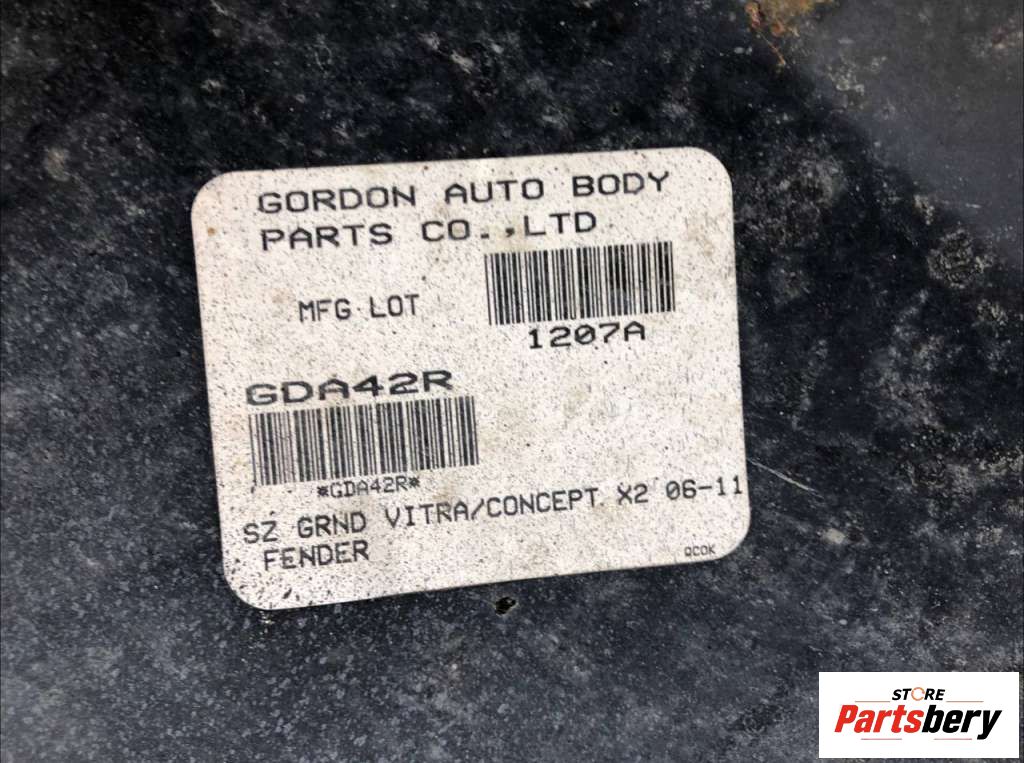 GORDON AUTO BODY
PARTS CO.,LTD.
MFG LOT
1207A
GDA42R
*GDA42R*
SZ GRND VITRA/CONCEPT X2 06-11
FENDER
QCOK
STORE
Partsbery